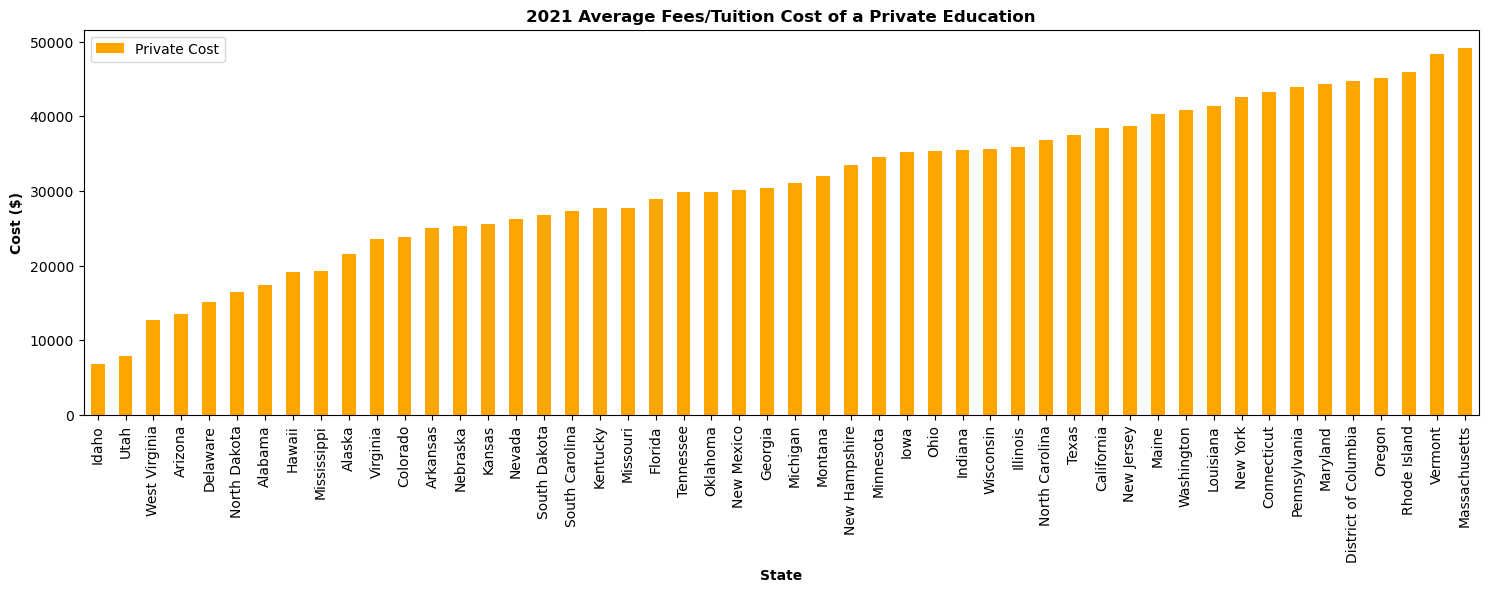 2021 Average Fees/Tuition Cost of a Private Education
Private Cost
Cost ($)
50000
40000
30000
20000
10000
0
Idaho
Utah
West Virginia
Arizona
Delaware
North Dakota
Alabama
Hawaii
Mississippi
Alaska
Virginia
Colorado
Arkansas
Nebraska
Kansas
Nevada
South Dakota
South Carolina
Kentucky
Missouri
Florida
Tennessee
Oklahoma
New Mexico
Georgia
Michigan
Montana
New Hampshire
Minnesota
Iowa
Ohio
Indiana
Wisconsin
Illinois
North Carolina
Texas
California
New Jersey
Maine
Washington
Louisiana
New York
Connecticut
Pennsylvania
Maryland
District of Columbia
Oregon
Rhode Island
Vermont
Massachusetts
State